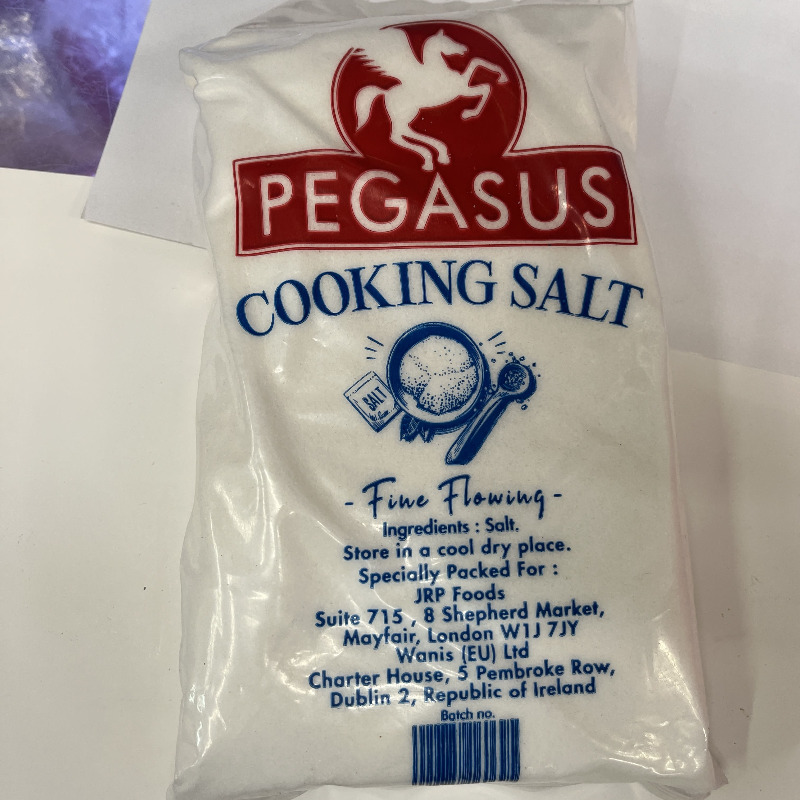 PEGASUS
COOKING SALT
SALT
- Fine Flowing -
Ingredients : Salt.
Store in a cool dry place.
Specially Packed For :
JRP Foods
Suite 715 , 8 Shepherd Market,
Mayfair, London W1J 7JY
Wanis (EU) Ltd
Charter House, 5 Pembroke Row,
Dublin 2, Republic of Ireland
Batch no.